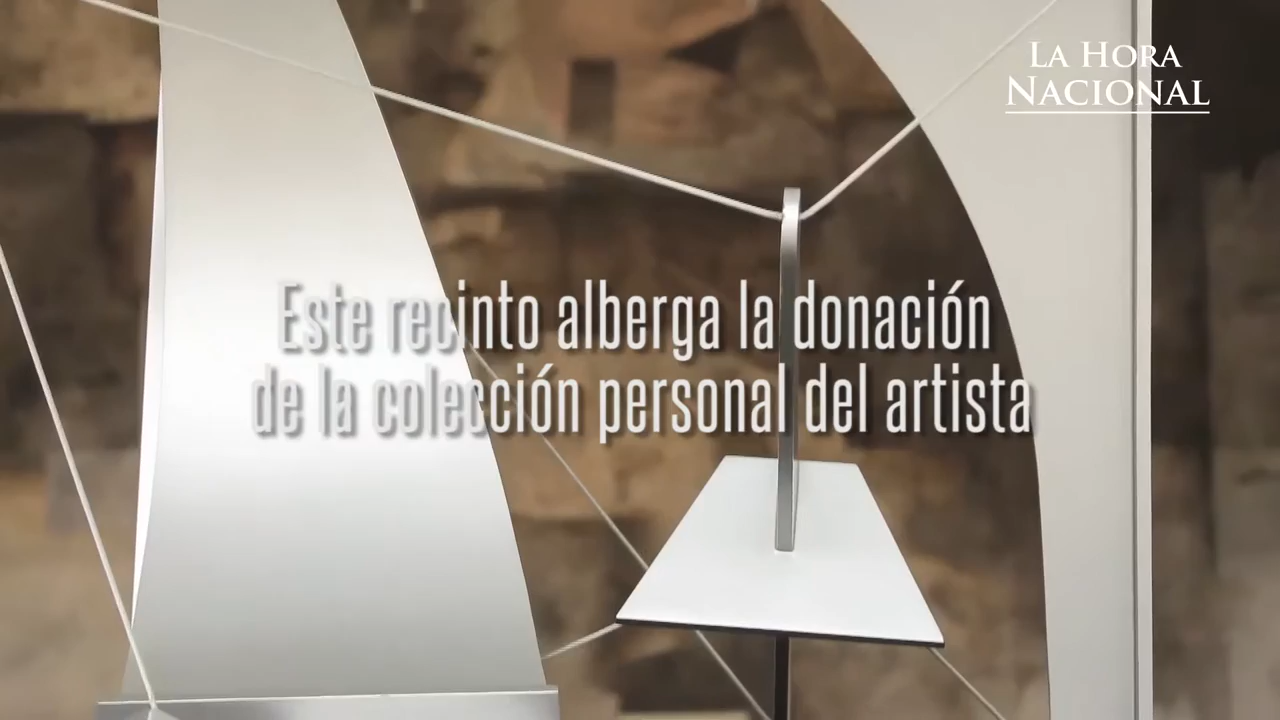 LA HORA
NACIONAL
Este recinto alberga la donación
de la colección personal del artista